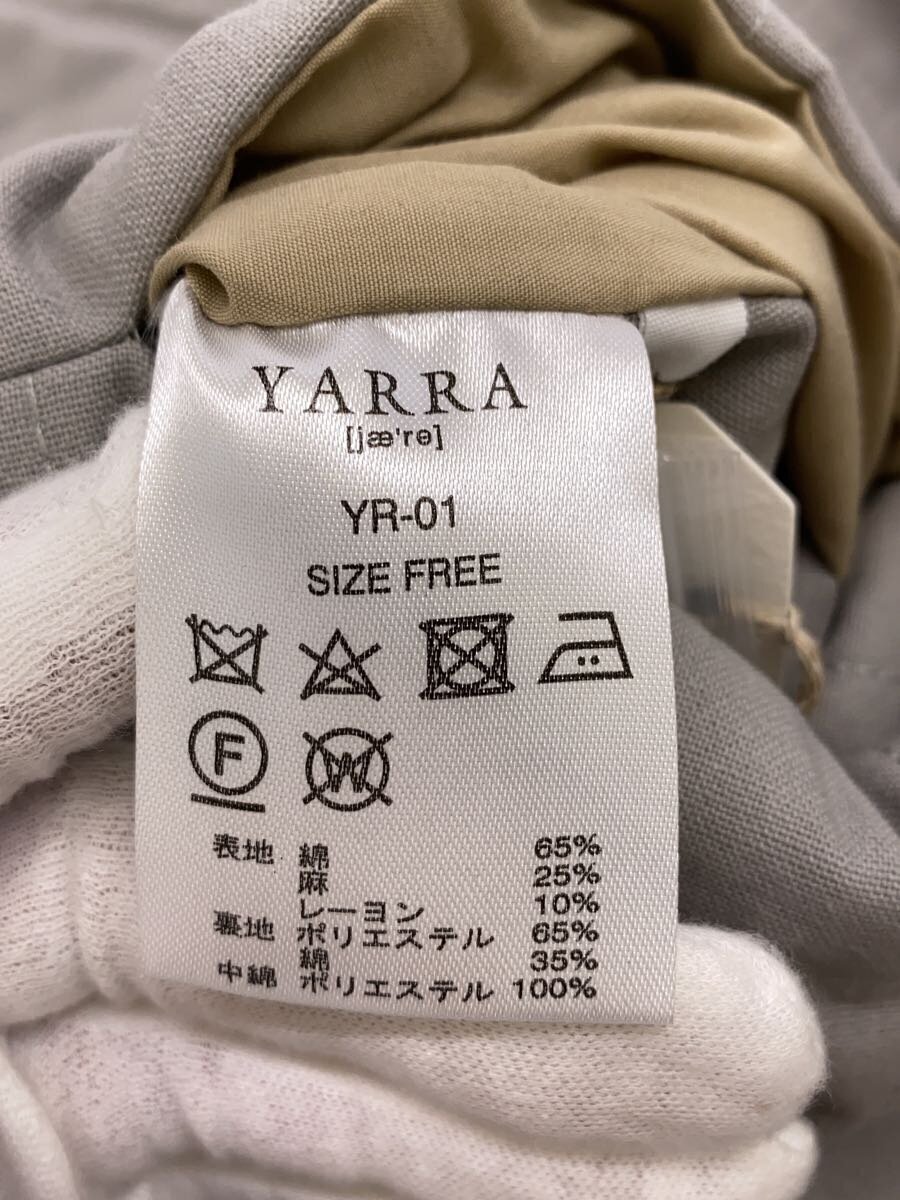 YARRA
[jæ'rə]
YR-01
SIZE FREE
F
W
表地 綿 65%
麻 25%
レーヨン 10%
裏地 ポリエステル 65%
綿 35%
中綿 ポリエステル 100%